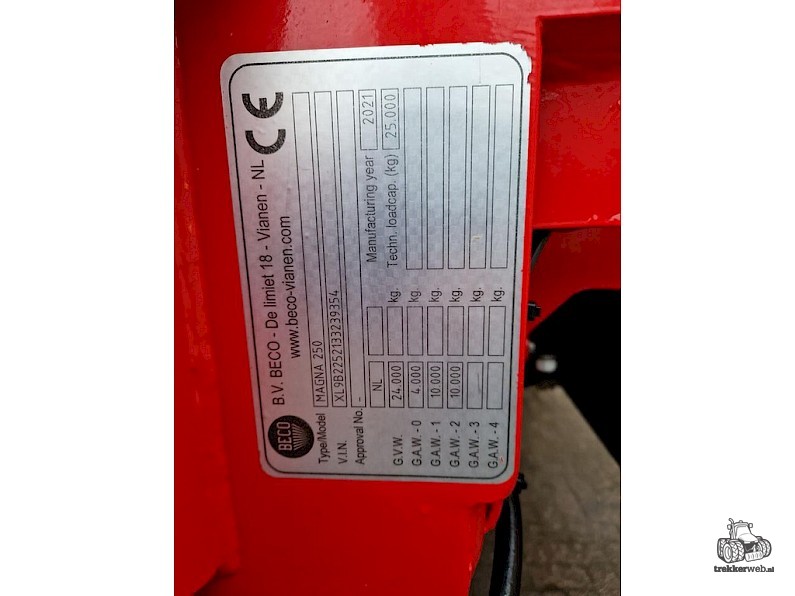 BECO
B.V. BECO - De limiet 18 - Vianen - NL
www.beco-vianen.com
CE
Type/Model MAGNA 250
V.I.N. XL9B2252133239354
Approval No. -
NL Manufacturing year 2021
G.V.W. 24.000 kg. Techn. loadcap. (kg) 25.000
G.A.W. - 0 4.000 kg.
G.A.W. - 1 10.000 kg.
G.A.W. - 2 10.000 kg.
G.A.W. - 3 kg.
G.A.W. - 4 kg.
trekkerweb.nl